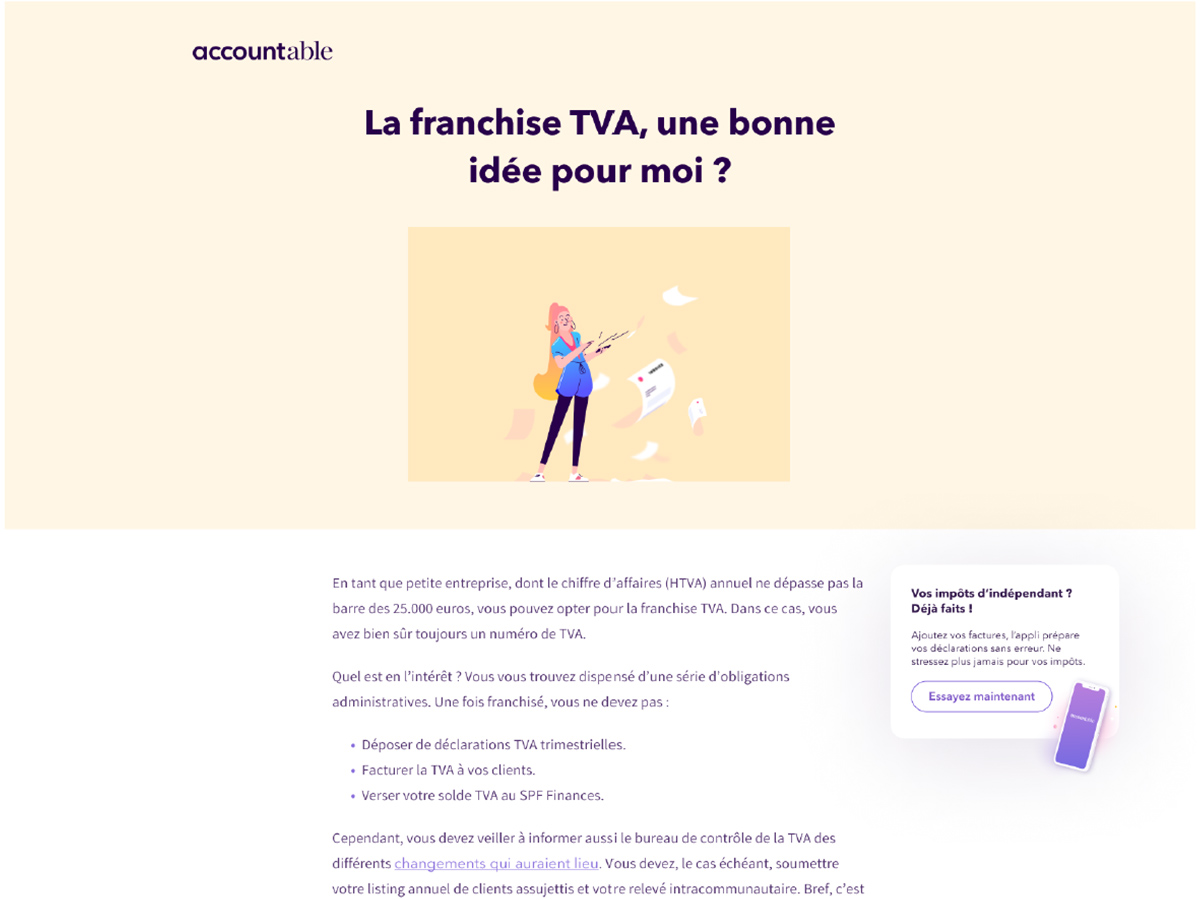 accountable
La franchise TVA, une bonne
idée pour moi ?
En tant que petite entreprise, dont le chiffre d'affaires (HTVA) annuel ne dépasse pas la
barre des 25.000 euros, vous pouvez opter pour la franchise TVA. Dans ce cas, vous
avez bien sûr toujours un numéro de TVA.
Quel est en l'intérêt ? Vous vous trouvez dispensé d'une série d'obligations
administratives. Une fois franchisé, vous ne devez pas :
• Déposer de déclarations TVA trimestrielles.
• Facturer la TVA à vos clients.
• Verser votre solde TVA au SPF Finances.
Cependant, vous devez veiller à informer aussi le bureau de contrôle de la TVA des
différents changements qui auraient lieu. Vous devez, le cas échéant, soumettre
votre listing annuel de clients assujettis et votre relevé intracommunautaire. Bref, c'est
Vos impôts d'indépendant ?
Déjà faits !
Ajoutez vos factures, l'appli prépare
vos déclarations sans erreur. Ne
stressez plus jamais pour vos impôts.
Essayez maintenant